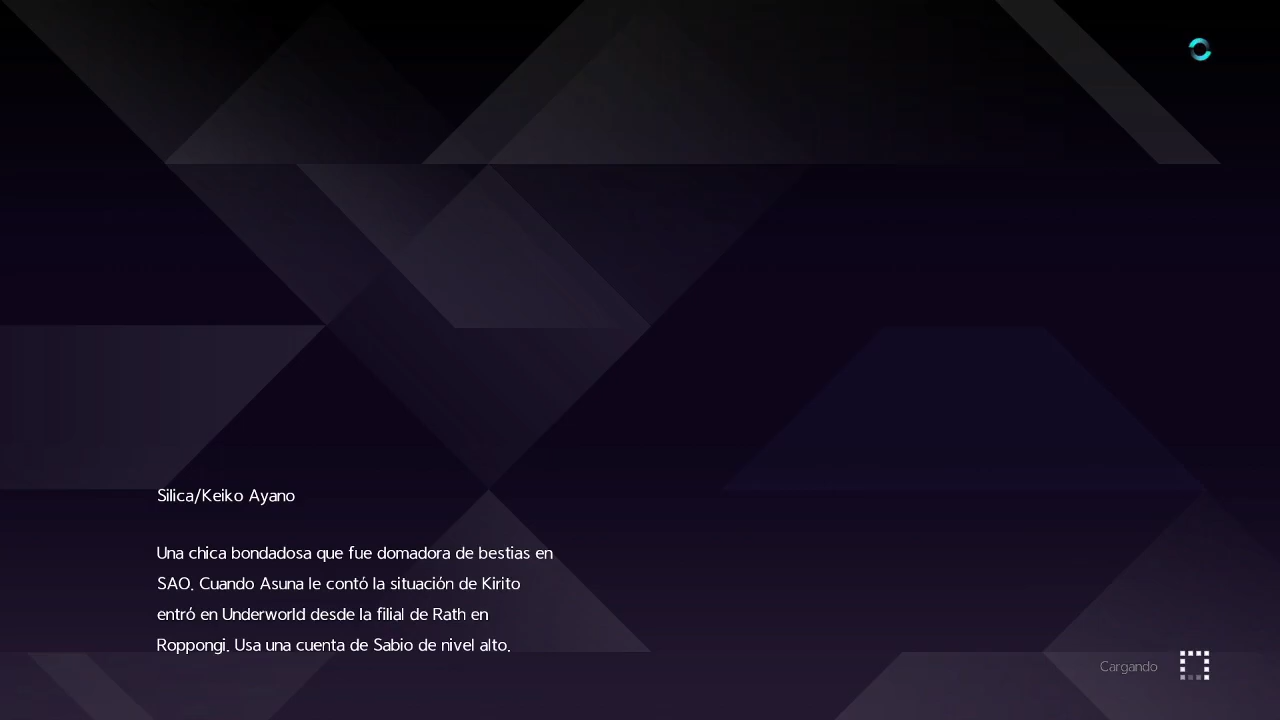 Silica/Keiko Ayano
Una chica bondadosa que fue domadora de bestias en
SAO. Cuando Asuna le contó la situación de Kirito
entró en Underworld desde la filial de Rath en
Roppongi. Usa una cuenta de Sabio de nivel alto.
Cargando